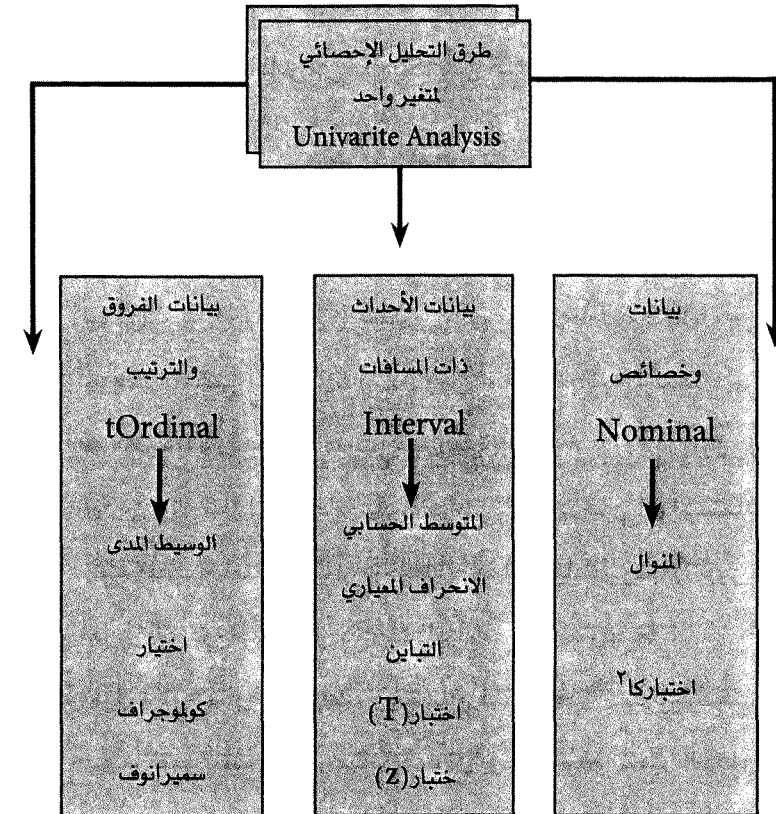 طرق التحليل الإحصائي
لمتغير واحد
Univarite Analysis
بيانات
وخصائص
Nominal
المنوال
اختباركا٢
بيانات الأحداث
ذات المسافات
Interval
المتوسط الحسابي
الانحراف المعياري
التباين
اختبار(T)
ختبار(z)
بيانات الفروق
والترتيب
tOrdinal
الوسيط المدى
اختيار
كولموجراف
سميرانوف